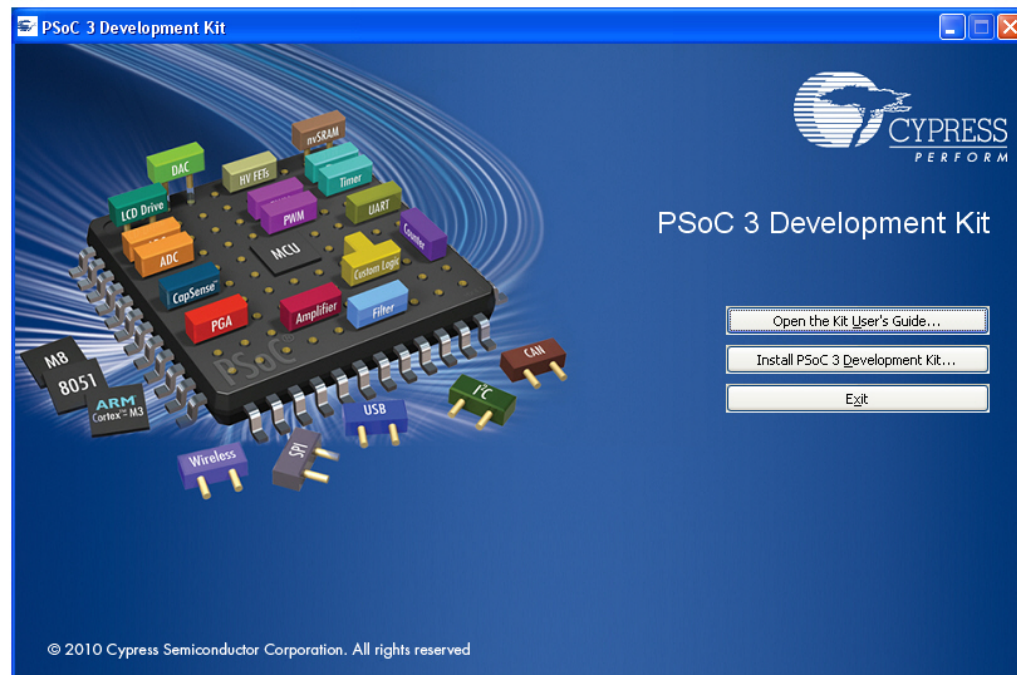 PSoC 3 Development Kit
CYPRESS
PERFORM
PSoC 3 Development Kit
Open the Kit User's Guide...
Install PSoC 3 Development Kit...
Exit
nvSRAM
DAC
HV FETs
Timer
LCD Drive
PWM
UART
Counter
ADC
MCU
Custom Logic
CapSense™
PGA
Amplifier
Filter
PSoC®
M8
8051
ARM
Cortex™-M3
CAN
I²C
USB
SPI
Wireless
© 2010 Cypress Semiconductor Corporation. All rights reserved